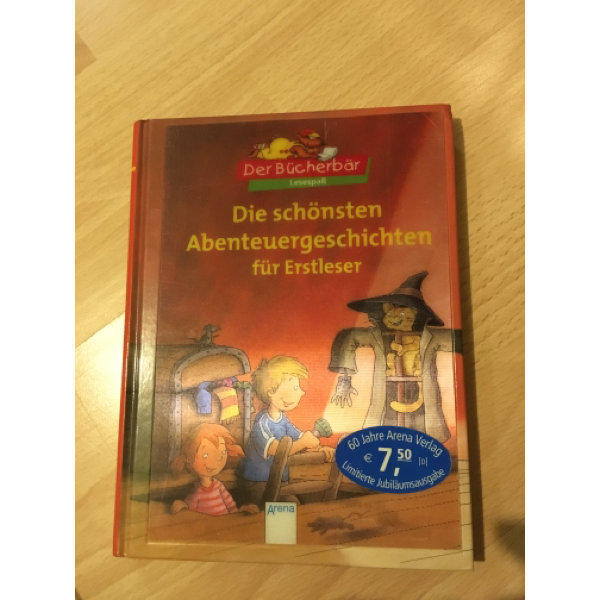 Der Bücherbär
Lesespaß
Die schönsten
Abenteuergeschichten
für Erstleser
60 Jahre Arena Verlag
€ 7,50 [D]
Limitierte Jubiläumsausgabe
Arena